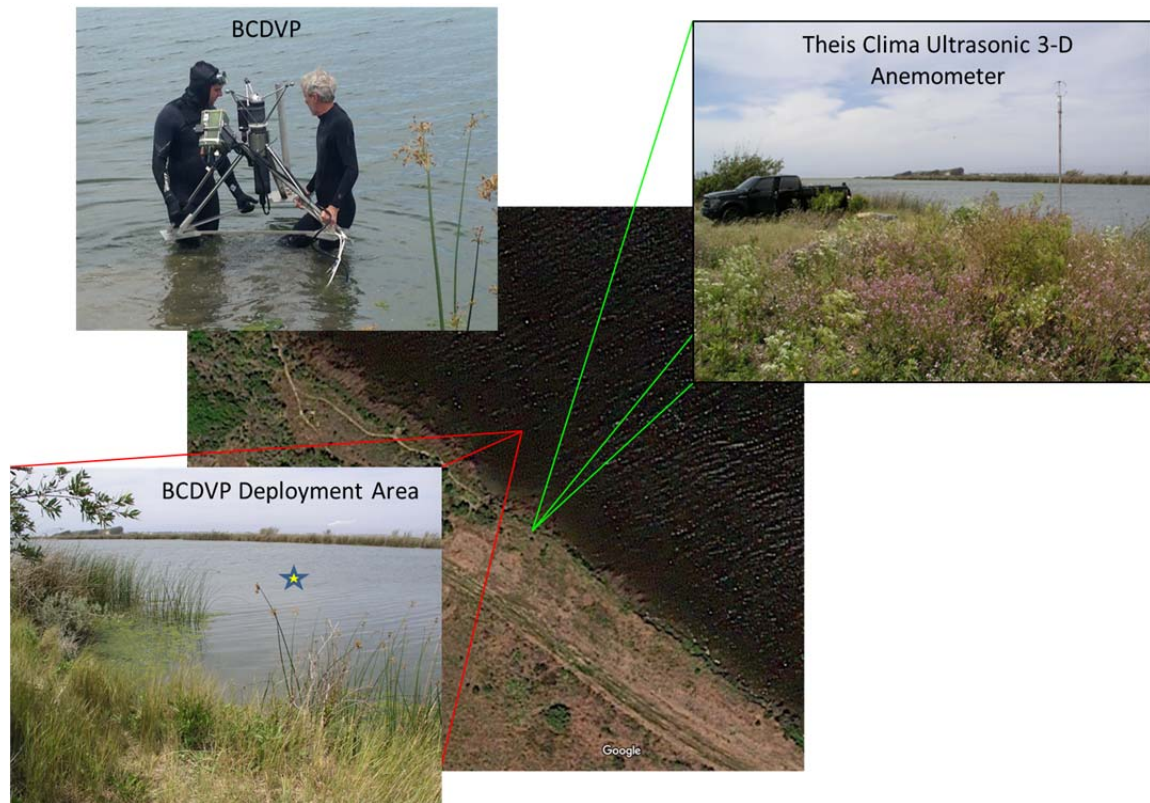 BCDVP
Theis Clima Ultrasonic 3-D
Anemometer
BCDVP Deployment Area
Google